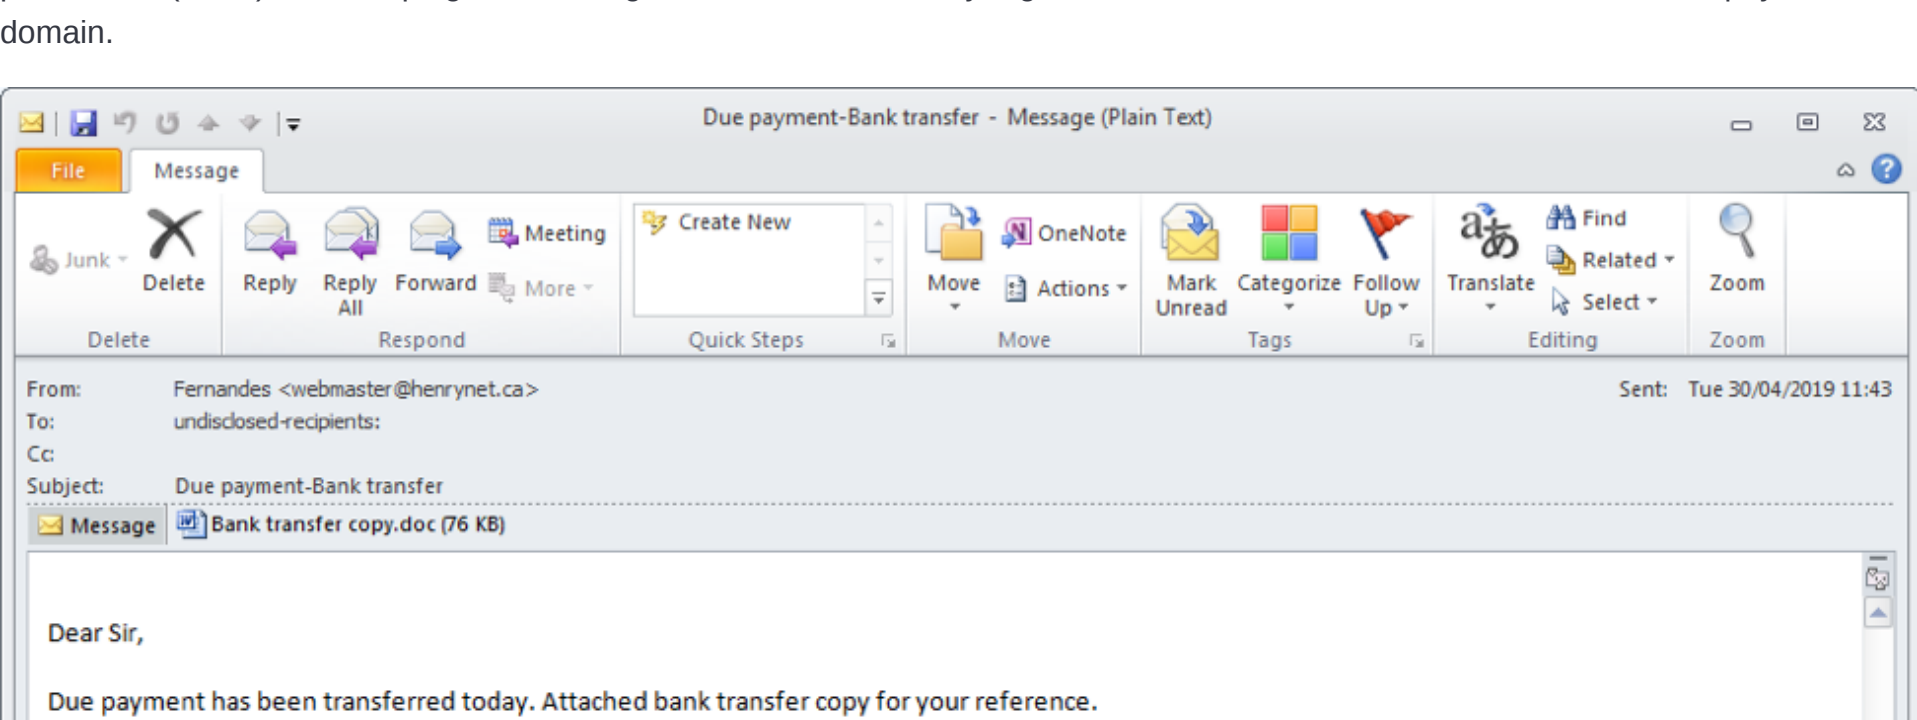 domain.
Due payment-Bank transfer - Message (Plain Text)
File Message
Junk
Delete
Reply
Reply All
Forward
Meeting
More
Create New
Move
OneNote
Actions
Mark Unread
Categorize
Follow Up
Translate
Find
Related
Select
Zoom
Delete Respond Quick Steps Move Tags Editing Zoom
From: Fernandes <webmaster@henrynet.ca> Sent: Tue 30/04/2019 11:43
To: undisclosed-recipients:
Cc:
Subject: Due payment-Bank transfer
Message Bank transfer copy.doc (76 KB)
Dear Sir,
Due payment has been transferred today. Attached bank transfer copy for your reference.